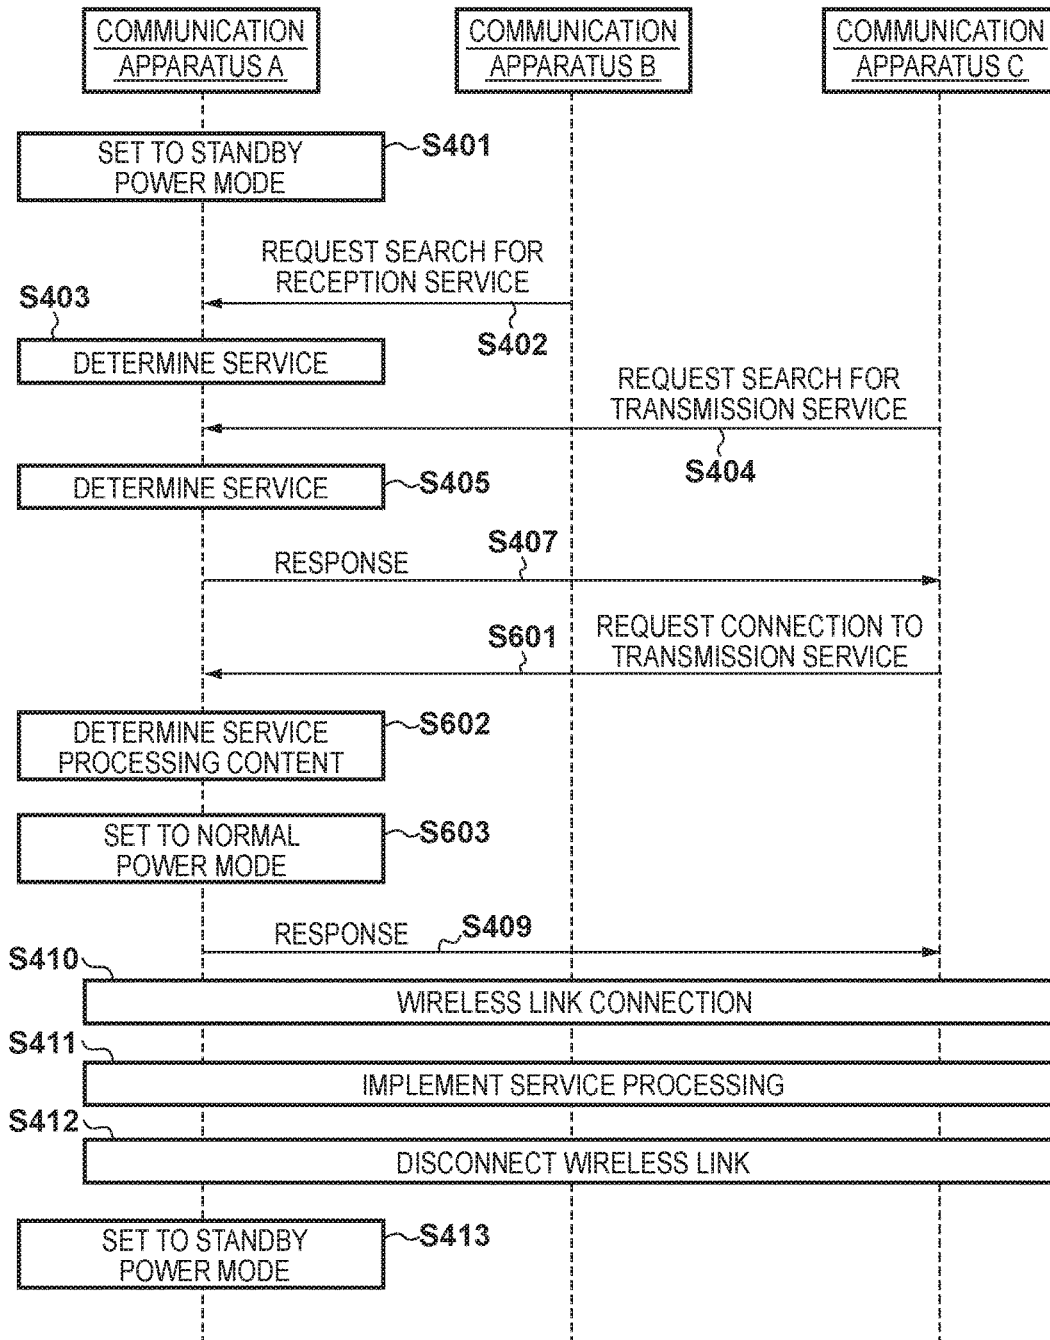 COMMUNICATION
APPARATUS A
COMMUNICATION
APPARATUS B
COMMUNICATION
APPARATUS C
SET TO STANDBY
POWER MODE
S401
REQUEST SEARCH FOR
RECEPTION SERVICE
S402
S403
DETERMINE SERVICE
REQUEST SEARCH FOR
TRANSMISSION SERVICE
S404
DETERMINE SERVICE
S405
RESPONSE
S407
REQUEST CONNECTION TO
TRANSMISSION SERVICE
S601
DETERMINE SERVICE
PROCESSING CONTENT
S602
SET TO NORMAL
POWER MODE
S603
RESPONSE
S409
S410
WIRELESS LINK CONNECTION
S411
IMPLEMENT SERVICE PROCESSING
S412
DISCONNECT WIRELESS LINK
SET TO STANDBY
POWER MODE
S413